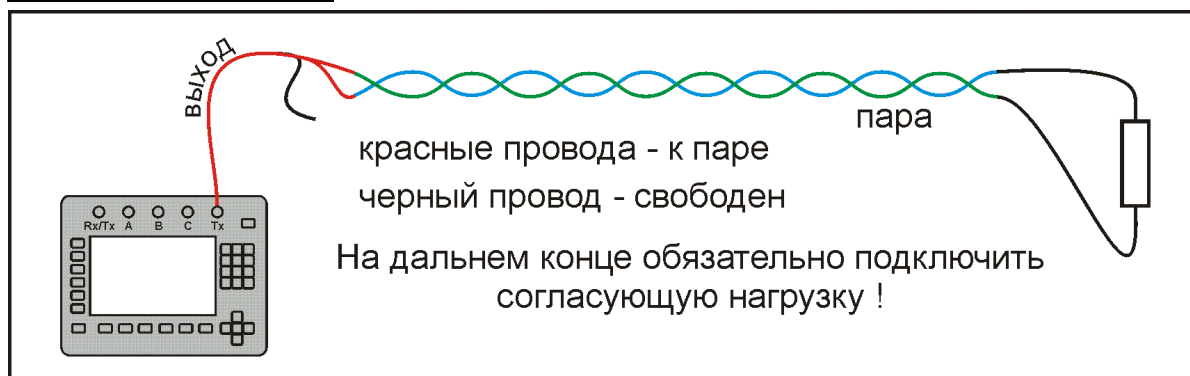 выход
пара
красные провода - к паре
черный провод - свободен
Rx/Tx A B C Tx
На дальнем конце обязательно подключить
согласующую нагрузку !